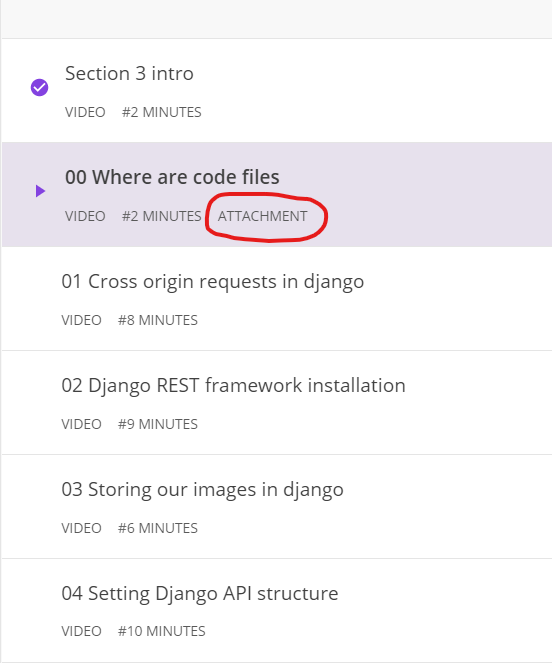 Section 3 intro
VIDEO #2 MINUTES
00 Where are code files
VIDEO #2 MINUTES ATTACHMENT
01 Cross origin requests in django
VIDEO #8 MINUTES
02 Django REST framework installation
VIDEO #9 MINUTES
03 Storing our images in django
VIDEO #6 MINUTES
04 Setting Django API structure
VIDEO #10 MINUTES